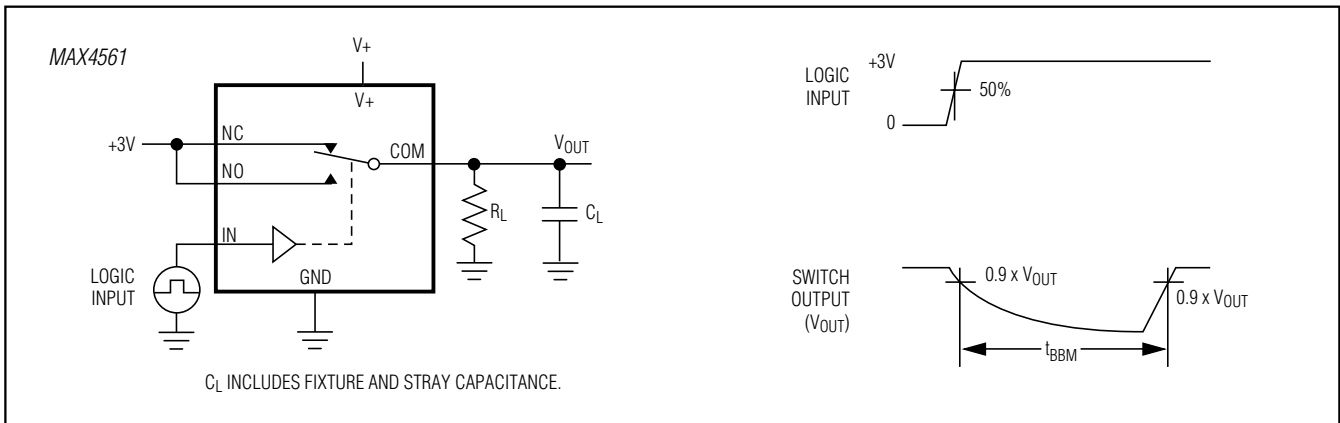 MAX4561
V+
V+
+3V
NC
NO
COM
VOUT
RL
CL
IN
LOGIC
INPUT
GND
CL INCLUDES FIXTURE AND STRAY CAPACITANCE.
LOGIC
INPUT
+3V
50%
0
SWITCH
OUTPUT
(VOUT)
0.9 x VOUT
0.9 x VOUT
tBBM